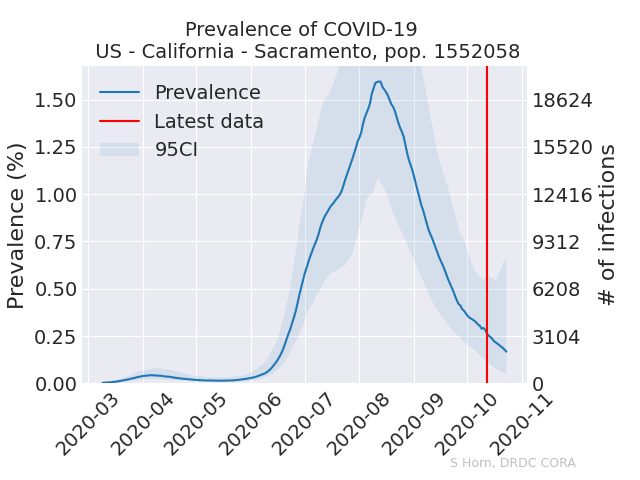 Prevalence of COVID-19
US - California - Sacramento, pop. 1552058
Prevalence
Latest data
95CI
Prevalence (%)
1.50
1.25
1.00
0.75
0.50
0.25
0.00
18624
15520
12416
9312
6208
3104
0
# of infections
2020-03
2020-04
2020-05
2020-06
2020-07
2020-08
2020-09
2020-10
2020-11
S Horn, DRDC CORA